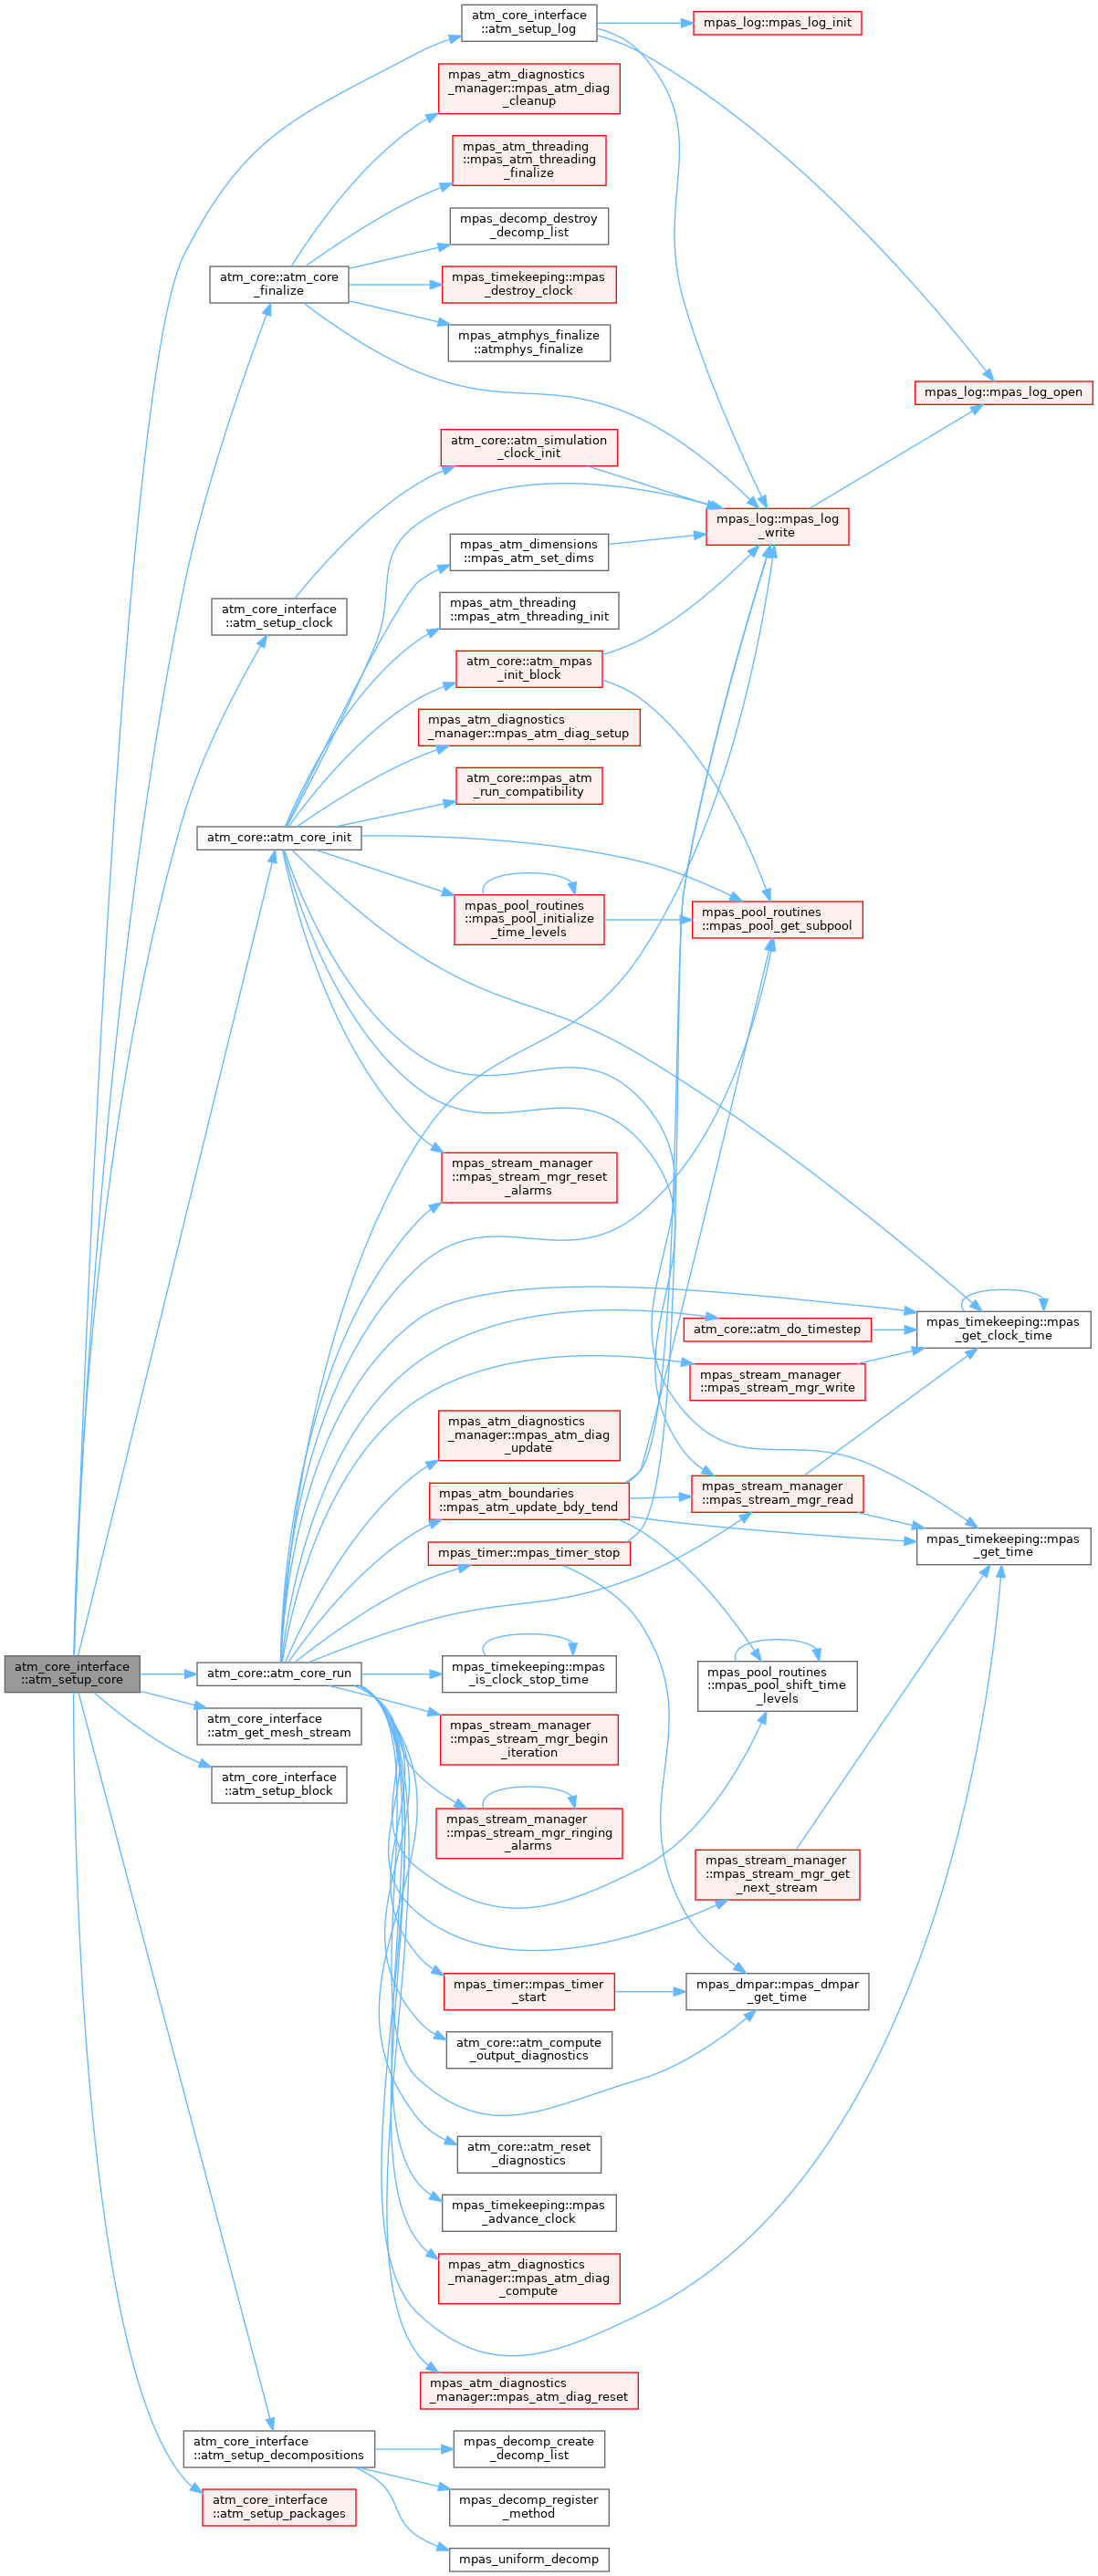 atm_core_interface
::atm_setup_log
mpas_log::mpas_log_init
mpas_atm_diagnostics
_manager::mpas_atm_diag
_cleanup
mpas_atm_threading
::mpas_atm_threading
_finalize
mpas_decomp_destroy
_decomp_list
atm_core::atm_core
_finalize
mpas_timekeeping::mpas
_destroy_clock
mpas_atmphys_finalize
::atmphys_finalize
mpas_log::mpas_log_open
atm_core::atm_simulation
_clock_init
mpas_log::mpas_log
_write
mpas_atm_dimensions
::mpas_atm_set_dims
atm_core_interface
::atm_setup_clock
mpas_atm_threading
::mpas_atm_threading_init
atm_core::atm_mpas
_init_block
mpas_atm_diagnostics
_manager::mpas_atm_diag_setup
atm_core::mpas_atm
_run_compatibility
atm_core::atm_core_init
mpas_pool_routines
::mpas_pool_initialize
_time_levels
mpas_pool_routines
::mpas_pool_get_subpool
mpas_stream_manager
::mpas_stream_mgr_reset
_alarms
atm_core::atm_do_timestep
mpas_timekeeping::mpas
_get_clock_time
mpas_stream_manager
::mpas_stream_mgr_write
mpas_atm_diagnostics
_manager::mpas_atm_diag
_update
mpas_atm_boundaries
::mpas_atm_update_bdy_tend
mpas_stream_manager
::mpas_stream_mgr_read
mpas_timer::mpas_timer_stop
mpas_timekeeping::mpas
_get_time
atm_core_interface
::atm_setup_core
atm_core::atm_core_run
mpas_timekeeping::mpas
_is_clock_stop_time
mpas_pool_routines
::mpas_pool_shift_time
_levels
atm_core_interface
::atm_get_mesh_stream
mpas_stream_manager
::mpas_stream_mgr_begin
_iteration
atm_core_interface
::atm_setup_block
mpas_stream_manager
::mpas_stream_mgr_ringing
_alarms
mpas_stream_manager
::mpas_stream_mgr_get
_next_stream
mpas_timer::mpas_timer
_start
mpas_dmpar::mpas_dmpar
_get_time
atm_core::atm_compute
_output_diagnostics
atm_core::atm_reset
_diagnostics
mpas_timekeeping::mpas
_advance_clock
mpas_atm_diagnostics
_manager::mpas_atm_diag
_compute
mpas_atm_diagnostics
_manager::mpas_atm_diag_reset
atm_core_interface
::atm_setup_decompositions
mpas_decomp_create
_decomp_list
atm_core_interface
::atm_setup_packages
mpas_decomp_register
_method
mpas_uniform_decomp